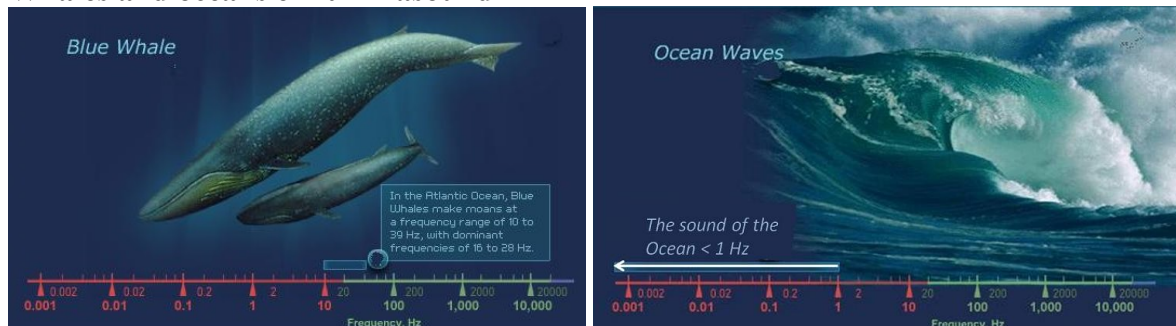 Blue Whale
In the Atlantic Ocean, Blue
Whales make moans at
a frequency range of 10 to
39 Hz, with dominant
frequencies of 16 to 28 Hz.
0.002 0.02 0.2 2 20 200 2000 20000
0.001 0.01 0.1 1 10 100 1,000 10,000
Frequency, Hz
Ocean Waves
The sound of the
Ocean < 1 Hz
0.002 0.02 0.2 2 20 200 2000 20000
0.001 0.01 0.1 1 10 100 1,000 10,000
Frequency, Hz